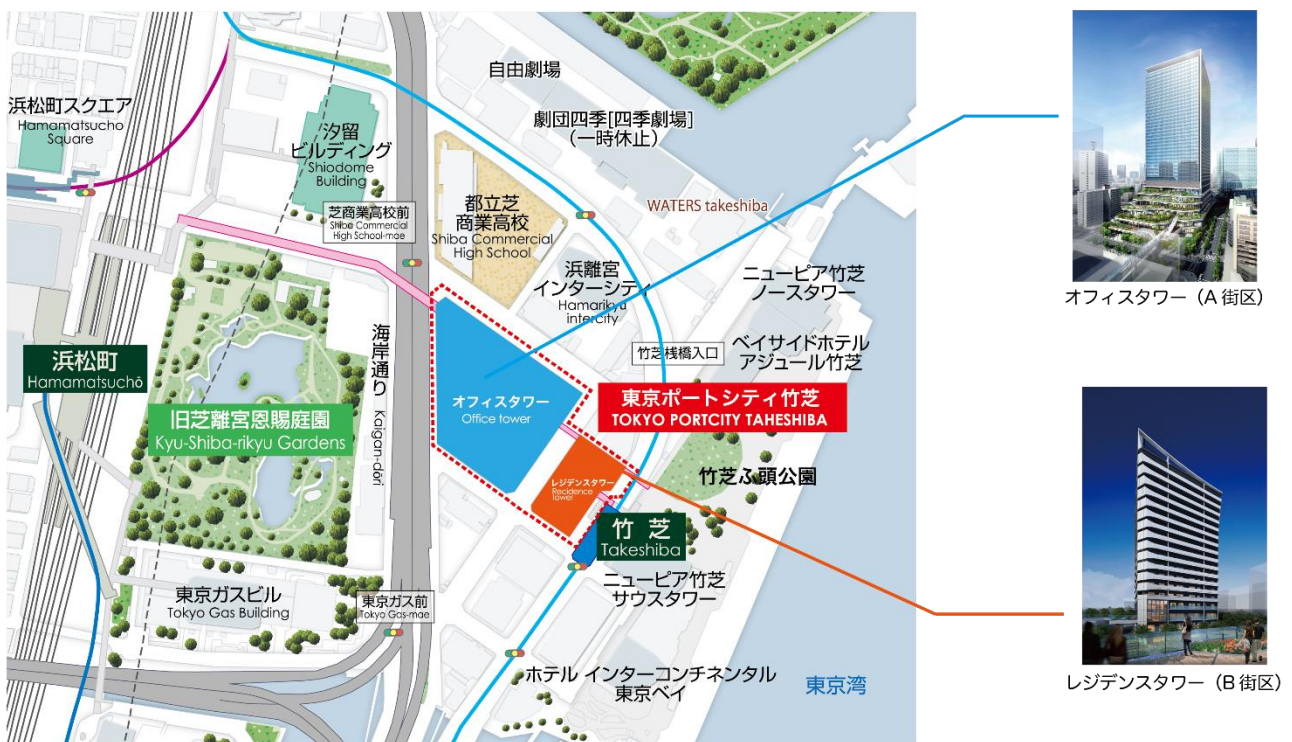 自由劇場
浜松町スクエア
Hamamatsucho
Square
劇団四季[四季劇場]
(一時休止)
汐留
ビルディング
Shiodome
Building
芝商業高校前
Shiba Commercial
High School-mae
都立芝
商業高校
Shiba Commercial
High School
WATERS takeshiba
浜離宮
インターシティ
Hamarikyu
intercity
ニューピア竹芝
ノースタワー
竹芝桟橋入口
ベイサイドホテル
アジュール竹芝
浜松町
Hamamatsuchō
海岸通り
Kaigan-dōri
旧芝離宮恩賜庭園
Kyu-Shiba-rikyu Gardens
オフィスタワー
Office tower
東京ポートシティ竹芝
TOKYO PORTCITY TAHESHIBA
レジデンスタワー
Recidence
tower
竹芝ふ頭公園
竹芝
Takeshiba
東京ガスビル
Tokyo Gas Building
東京ガス前
Tokyo Gas-mae
ニューピア竹芝
サウスタワー
ホテル インターコンチネンタル
東京ベイ
東京湾
オフィスタワー（A 街区）
レジデンスタワー（B 街区）